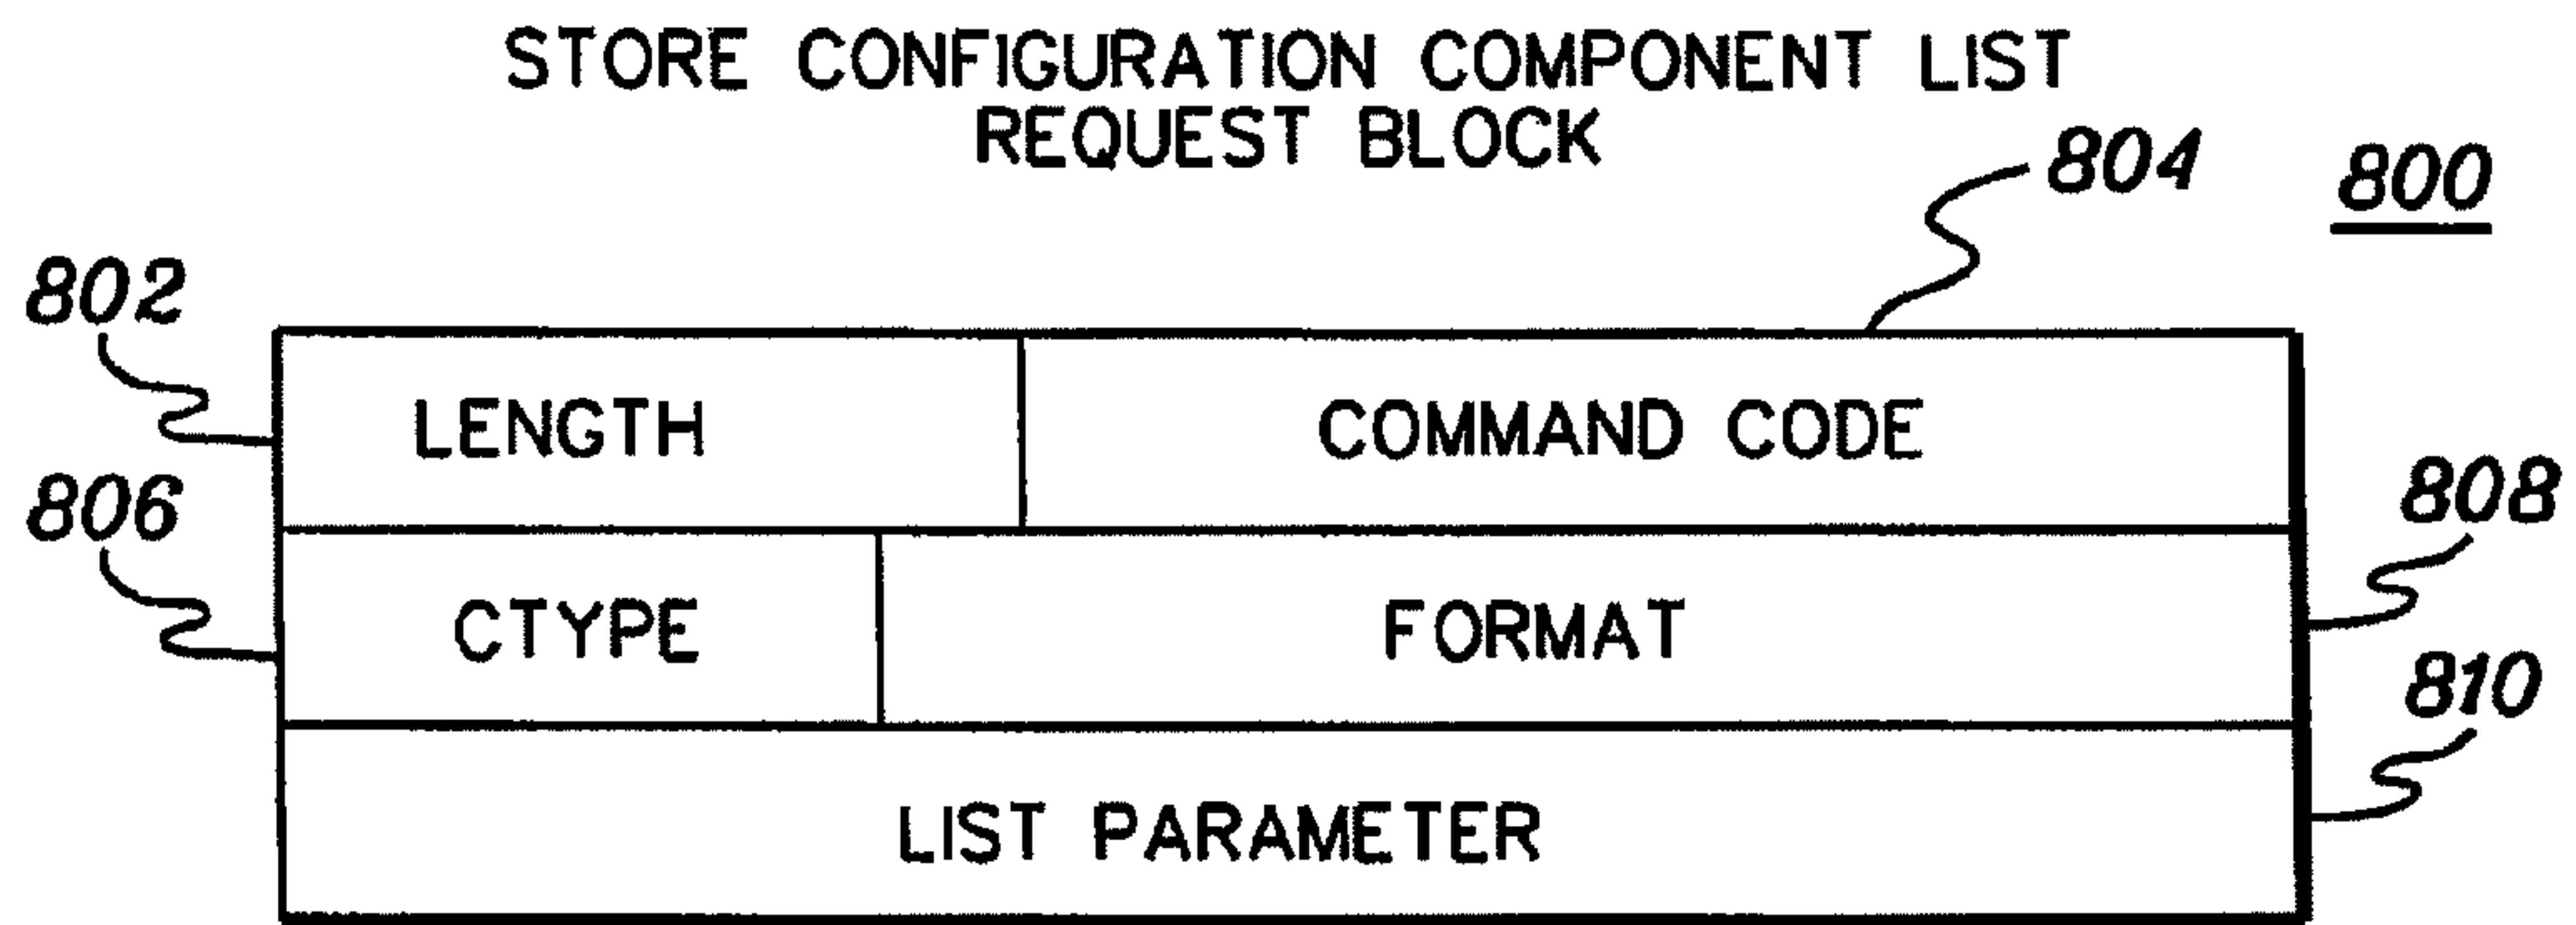 STORE CONFIGURATION COMPONENT LIST
REQUEST BLOCK
804
800
802
LENGTH
COMMAND CODE
806
808
CTYPE
FORMAT
810
LIST PARAMETER